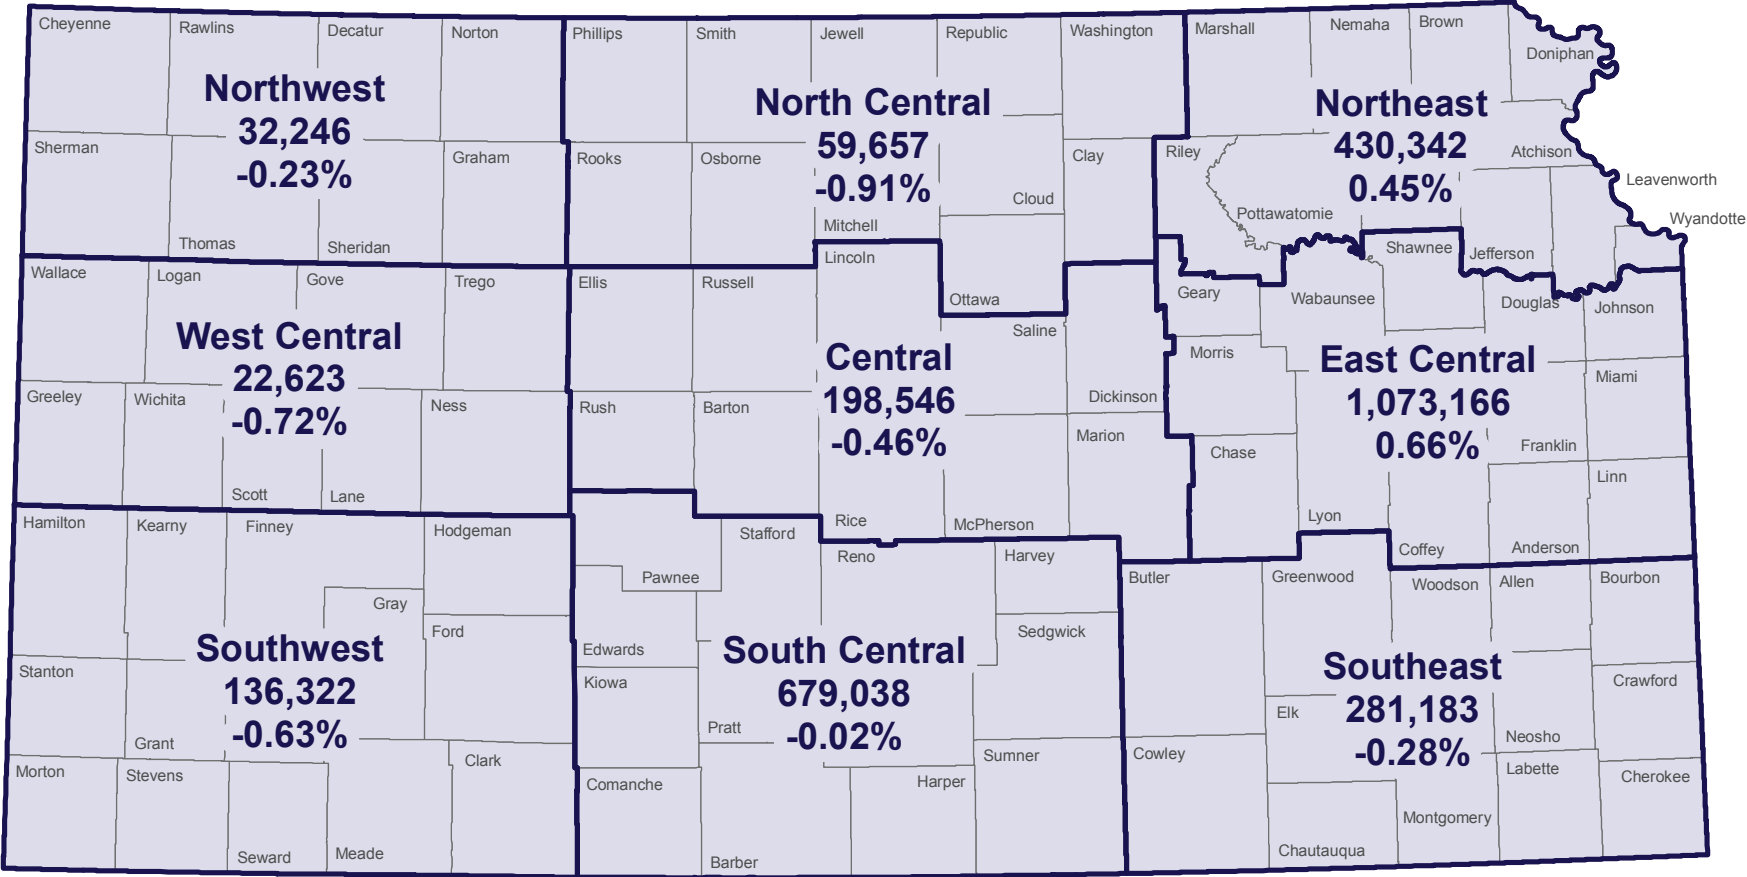 Cheyenne
Rawlins
Decatur
Norton
Phillips
Smith
Jewell
Republic
Washington
Marshall
Nemaha
Brown
Doniphan
Northwest
32,246
-0.23%
North Central
59,657
-0.91%
Northeast
430,342
0.45%
Sherman
Graham
Rooks
Osborne
Clay
Riley
Atchison
Leavenworth
Cloud
Pottawatomie
Wyandotte
Mitchell
Thomas
Sheridan
Shawnee
Jefferson
Wallace
Logan
Gove
Trego
Ellis
Russell
Lincoln
Ottawa
Geary
Wabaunsee
Douglas
Johnson
West Central
22,623
-0.72%
Saline
Central
198,546
-0.46%
Morris
East Central
1,073,166
0.66%
Miami
Greeley
Wichita
Ness
Rush
Barton
Dickinson
Marion
Chase
Franklin
Linn
Scott
Lane
Rice
McPherson
Lyon
Coffey
Anderson
Hamilton
Kearny
Finney
Hodgeman
Stafford
Reno
Harvey
Pawnee
Butler
Greenwood
Woodson
Allen
Bourbon
Gray
Ford
Edwards
Sedgwick
Southwest
136,322
-0.63%
South Central
679,038
-0.02%
Southeast
281,183
-0.28%
Stanton
Kiowa
Crawford
Pratt
Elk
Grant
Neosho
Morton
Stevens
Clark
Comanche
Harper
Sumner
Cowley
Labette
Cherokee
Montgomery
Seward
Meade
Barber
Chautauqua